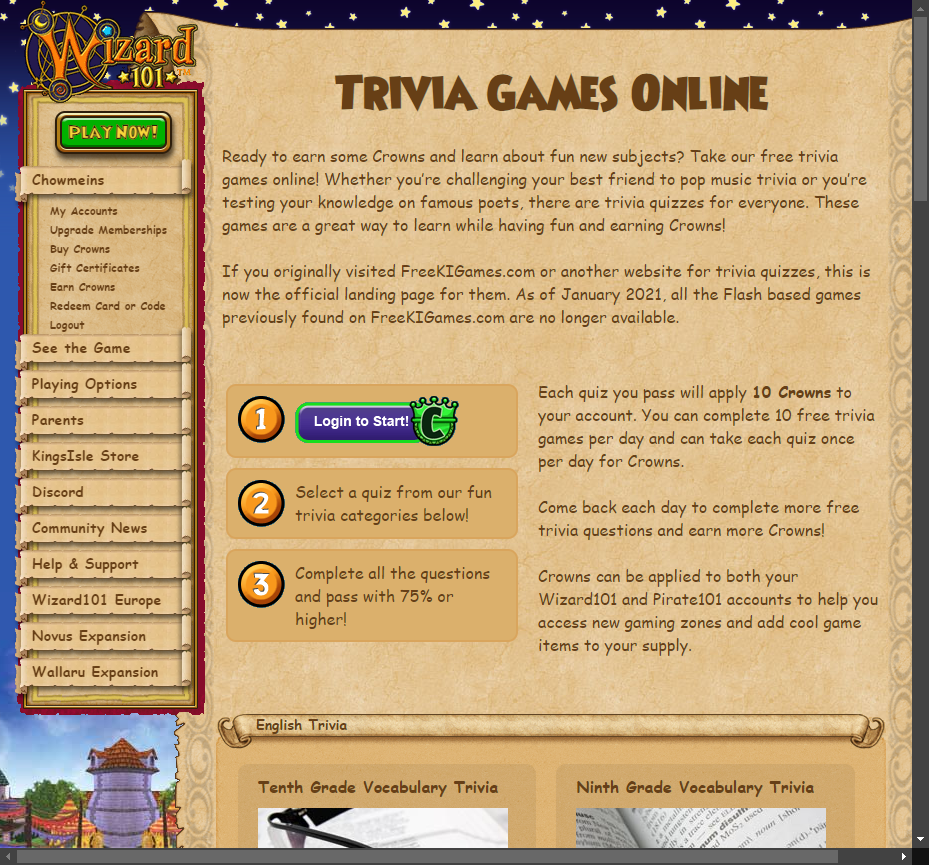 Wizard
101
TM
PLAY NOW!
Chowmeins
My Accounts
Upgrade Memberships
Buy Crowns
Gift Certificates
Earn Crowns
Redeem Card or Code
Logout
See the Game
Playing Options
Parents
KingsIsle Store
Discord
Community News
Help & Support
Wizard101 Europe
Novus Expansion
Wallaru Expansion
Trivia Games Online
Ready to earn some Crowns and learn about fun new subjects? Take our free trivia
games online! Whether you're challenging your best friend to pop music trivia or you're
testing your knowledge on famous poets, there are trivia quizzes for everyone. These
games are a great way to learn while having fun and earning Crowns!
If you originally visited FreeKIGames.com or another website for trivia quizzes, this is
now the official landing page for them. As of January 2021, all the Flash based games
previously found on FreeKIGames.com are no longer available.
1
Login to Start!
C
2
Select a quiz from our fun
trivia categories below!
3
Complete all the questions
and pass with 75% or
higher!
Each quiz you pass will apply 10 Crowns to
your account. You can complete 10 free trivia
games per day and can take each quiz once
per day for Crowns.
Come back each day to complete more free
trivia questions and earn more Crowns!
Crowns can be applied to both your
Wizard101 and Pirate101 accounts to help you
access new gaming zones and add cool game
items to your supply.
English Trivia
Tenth Grade Vocabulary Trivia
Ninth Grade Vocabulary Trivia